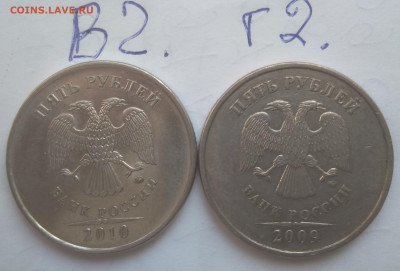 COINS.LAVE.RU
В2. Г2.
ПЯТЬ РУБЛЕЙ
БАНК РОССИИ
2010
ПЯТЬ РУБЛЕЙ
БАНК РОССИИ
2009